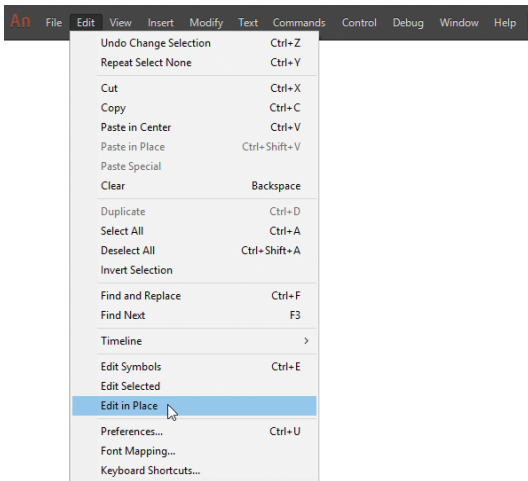 An File Edit View Insert Modify Text Commands Control Debug Window Help
Undo Change Selection Ctrl+Z
Repeat Select None Ctrl+Y
Cut Ctrl+X
Copy Ctrl+C
Paste in Center Ctrl+V
Paste in Place Ctrl+Shift+V
Paste Special
Clear Backspace
Duplicate Ctrl+D
Select All Ctrl+A
Deselect All Ctrl+Shift+A
Invert Selection
Find and Replace Ctrl+F
Find Next F3
Timeline >
Edit Symbols Ctrl+E
Edit Selected
Edit in Place
Preferences... Ctrl+U
Font Mapping...
Keyboard Shortcuts...